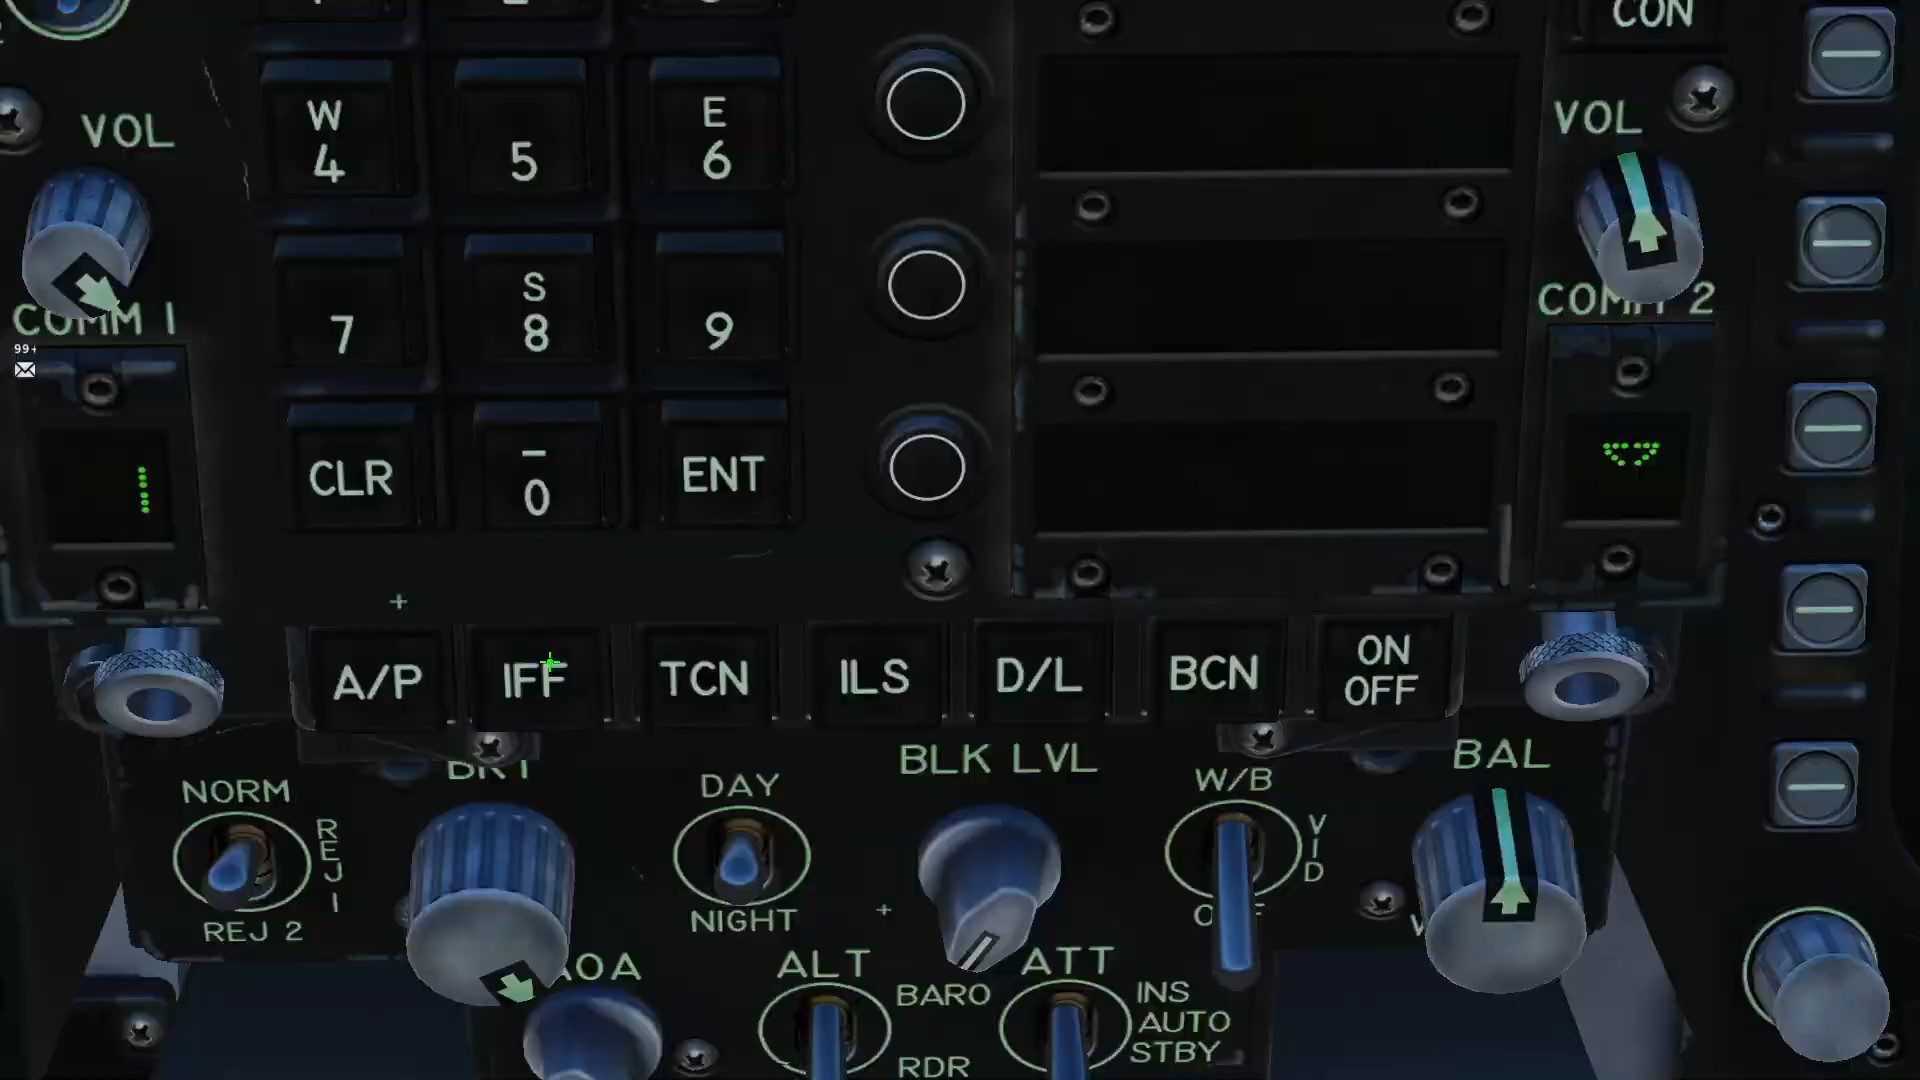 CON
VOL
W
4
5
E
6
VOL
COMM 1
7
S
8
9
COMM 2
99+
CLR
–
0
ENT
A/P
IFF
TCN
ILS
D/L
BCN
ON
OFF
NORM
REJ 1
REJ 2
BRT
DAY
NIGHT
BLK LVL
W/B
VID
BAL
AOA
ALT
BARO
RDR
ATT
INS
AUTO
STBY